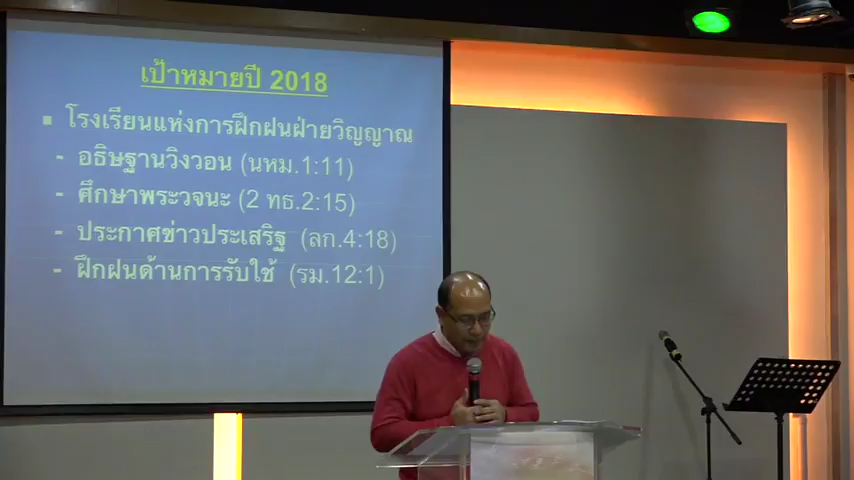 เป้าหมายปี 2018
▪ โรงเรียนแห่งการฝึกฝนฝ่ายวิญญาณ
- อธิษฐานวิงวอน (นหม.1:11)
- ศึกษาพระวจนะ (2 ทธ.2:15)
- ประกาศข่าวประเสริฐ (ลก.4:18)
- ฝึกฝนด้านการรับใช้ (รม.12:1)